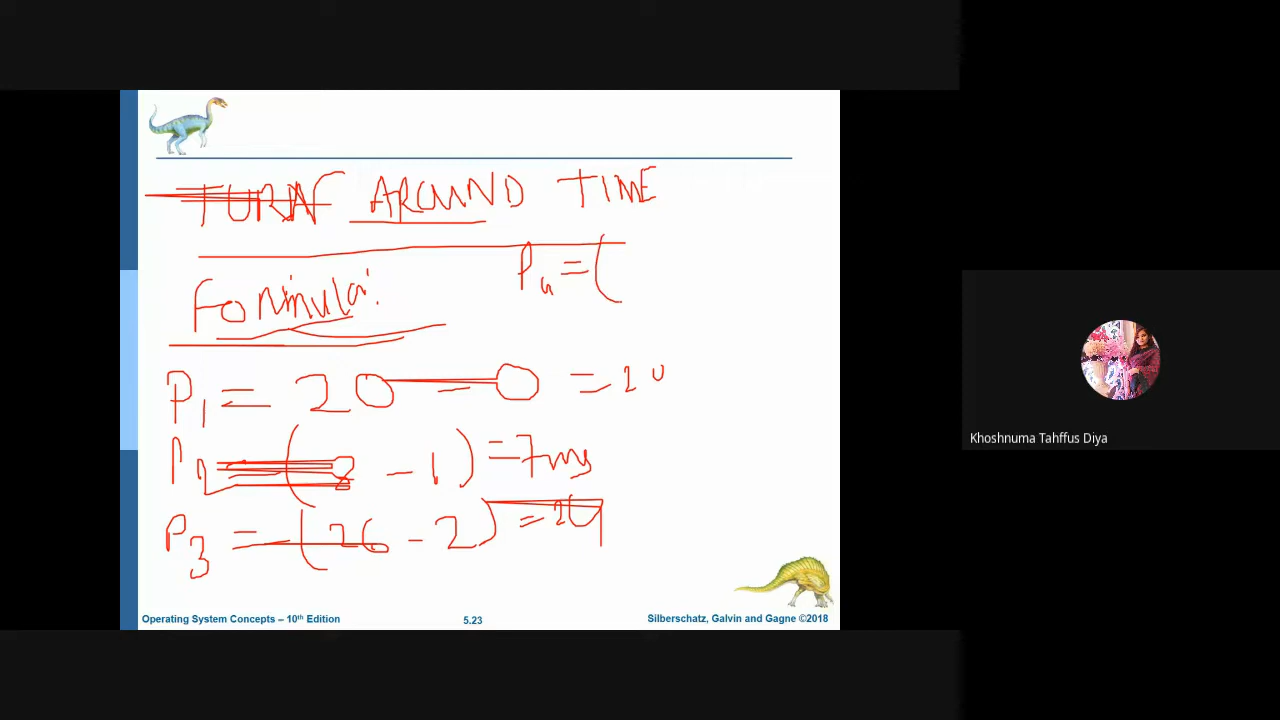 TURN AROUND TIME
Formula:
P4 = (
P1 = 20 - 0 = 20
P2 = (8 - 1) = 7ms
P3 = (26 - 2) = 24
Operating System Concepts – 10th Edition
5.23
Silberschatz, Galvin and Gagne ©2018
Khoshnuma Tahffus Diya